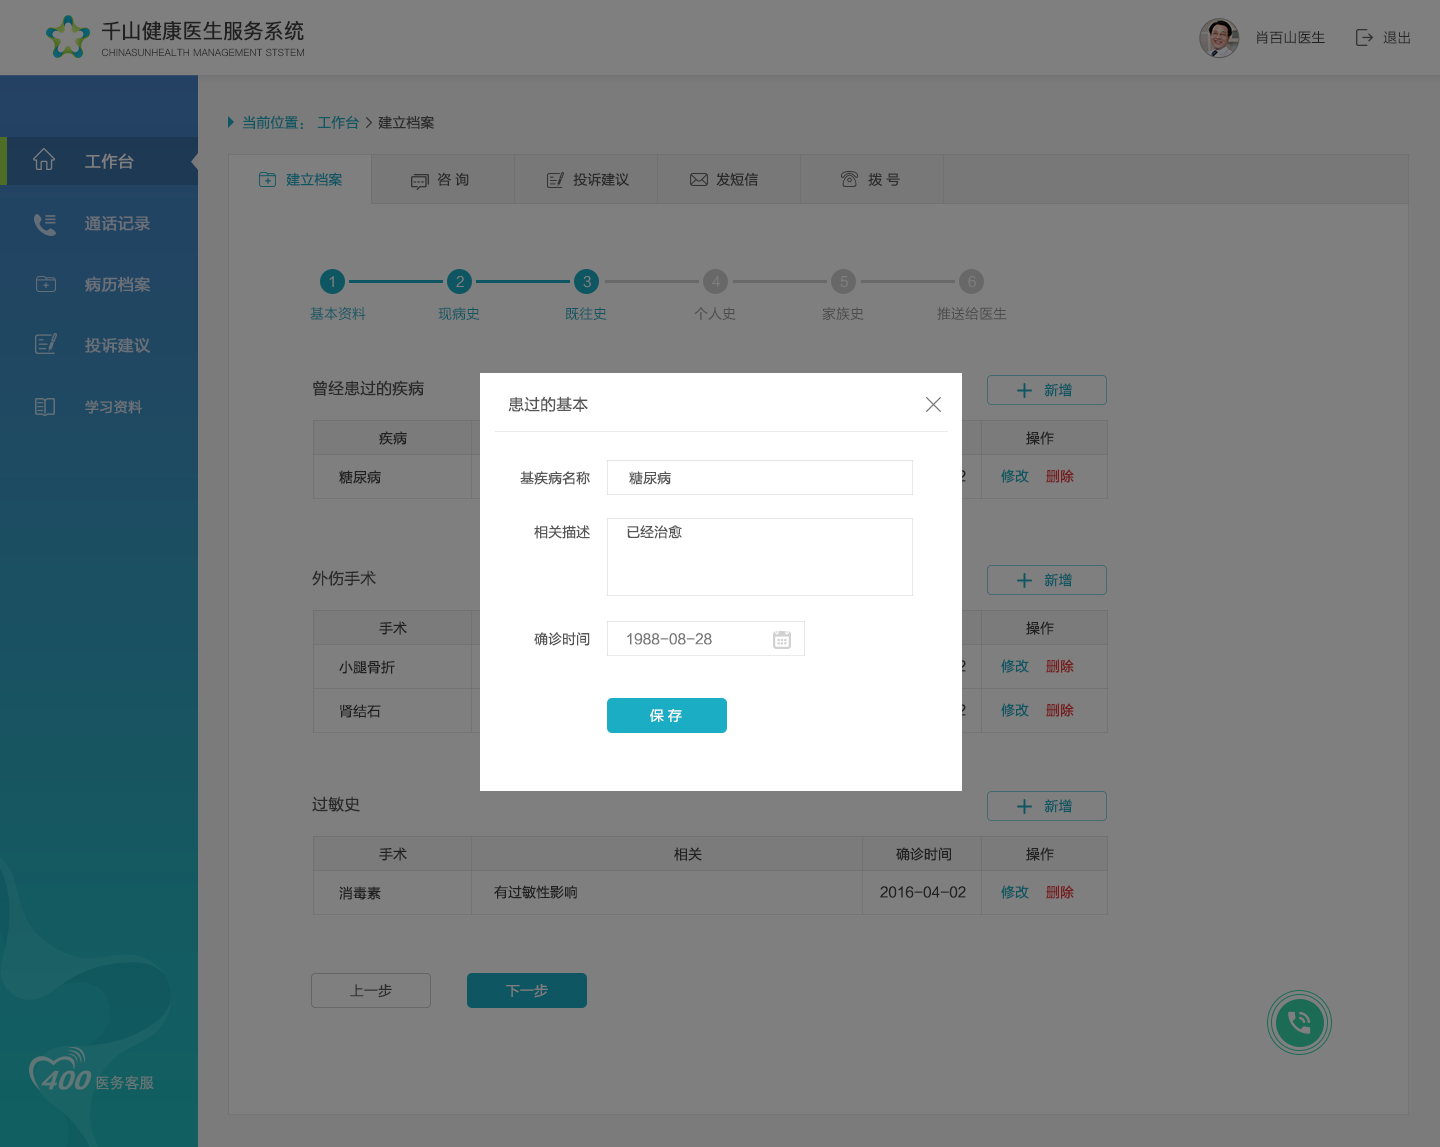 千山健康医生服务系统
CHINASUNHEALTH MANAGEMENT STSTEM
肖百山医生 退出
当前位置： 工作台 > 建立档案
工作台
通话记录
病历档案
投诉建议
学习资料
400 医务客服
建立档案 咨 询 投诉建议 发短信 拨 号
1 2 3 4 5 6
基本资料 现病史 既往史 个人史 家族史 推送给医生
曾经患过的疾病 新增
疾病 操作
糖尿病 2 修改 删除
患过的基本
基疾病名称 糖尿病
相关描述 已经治愈
确诊时间 1988-08-28
保 存
外伤手术 新增
手术 操作
小腿骨折 2 修改 删除
肾结石 2 修改 删除
过敏史 新增
手术 相关 确诊时间 操作
消毒素 有过敏性影响 2016-04-02 修改 删除
上一步 下一步